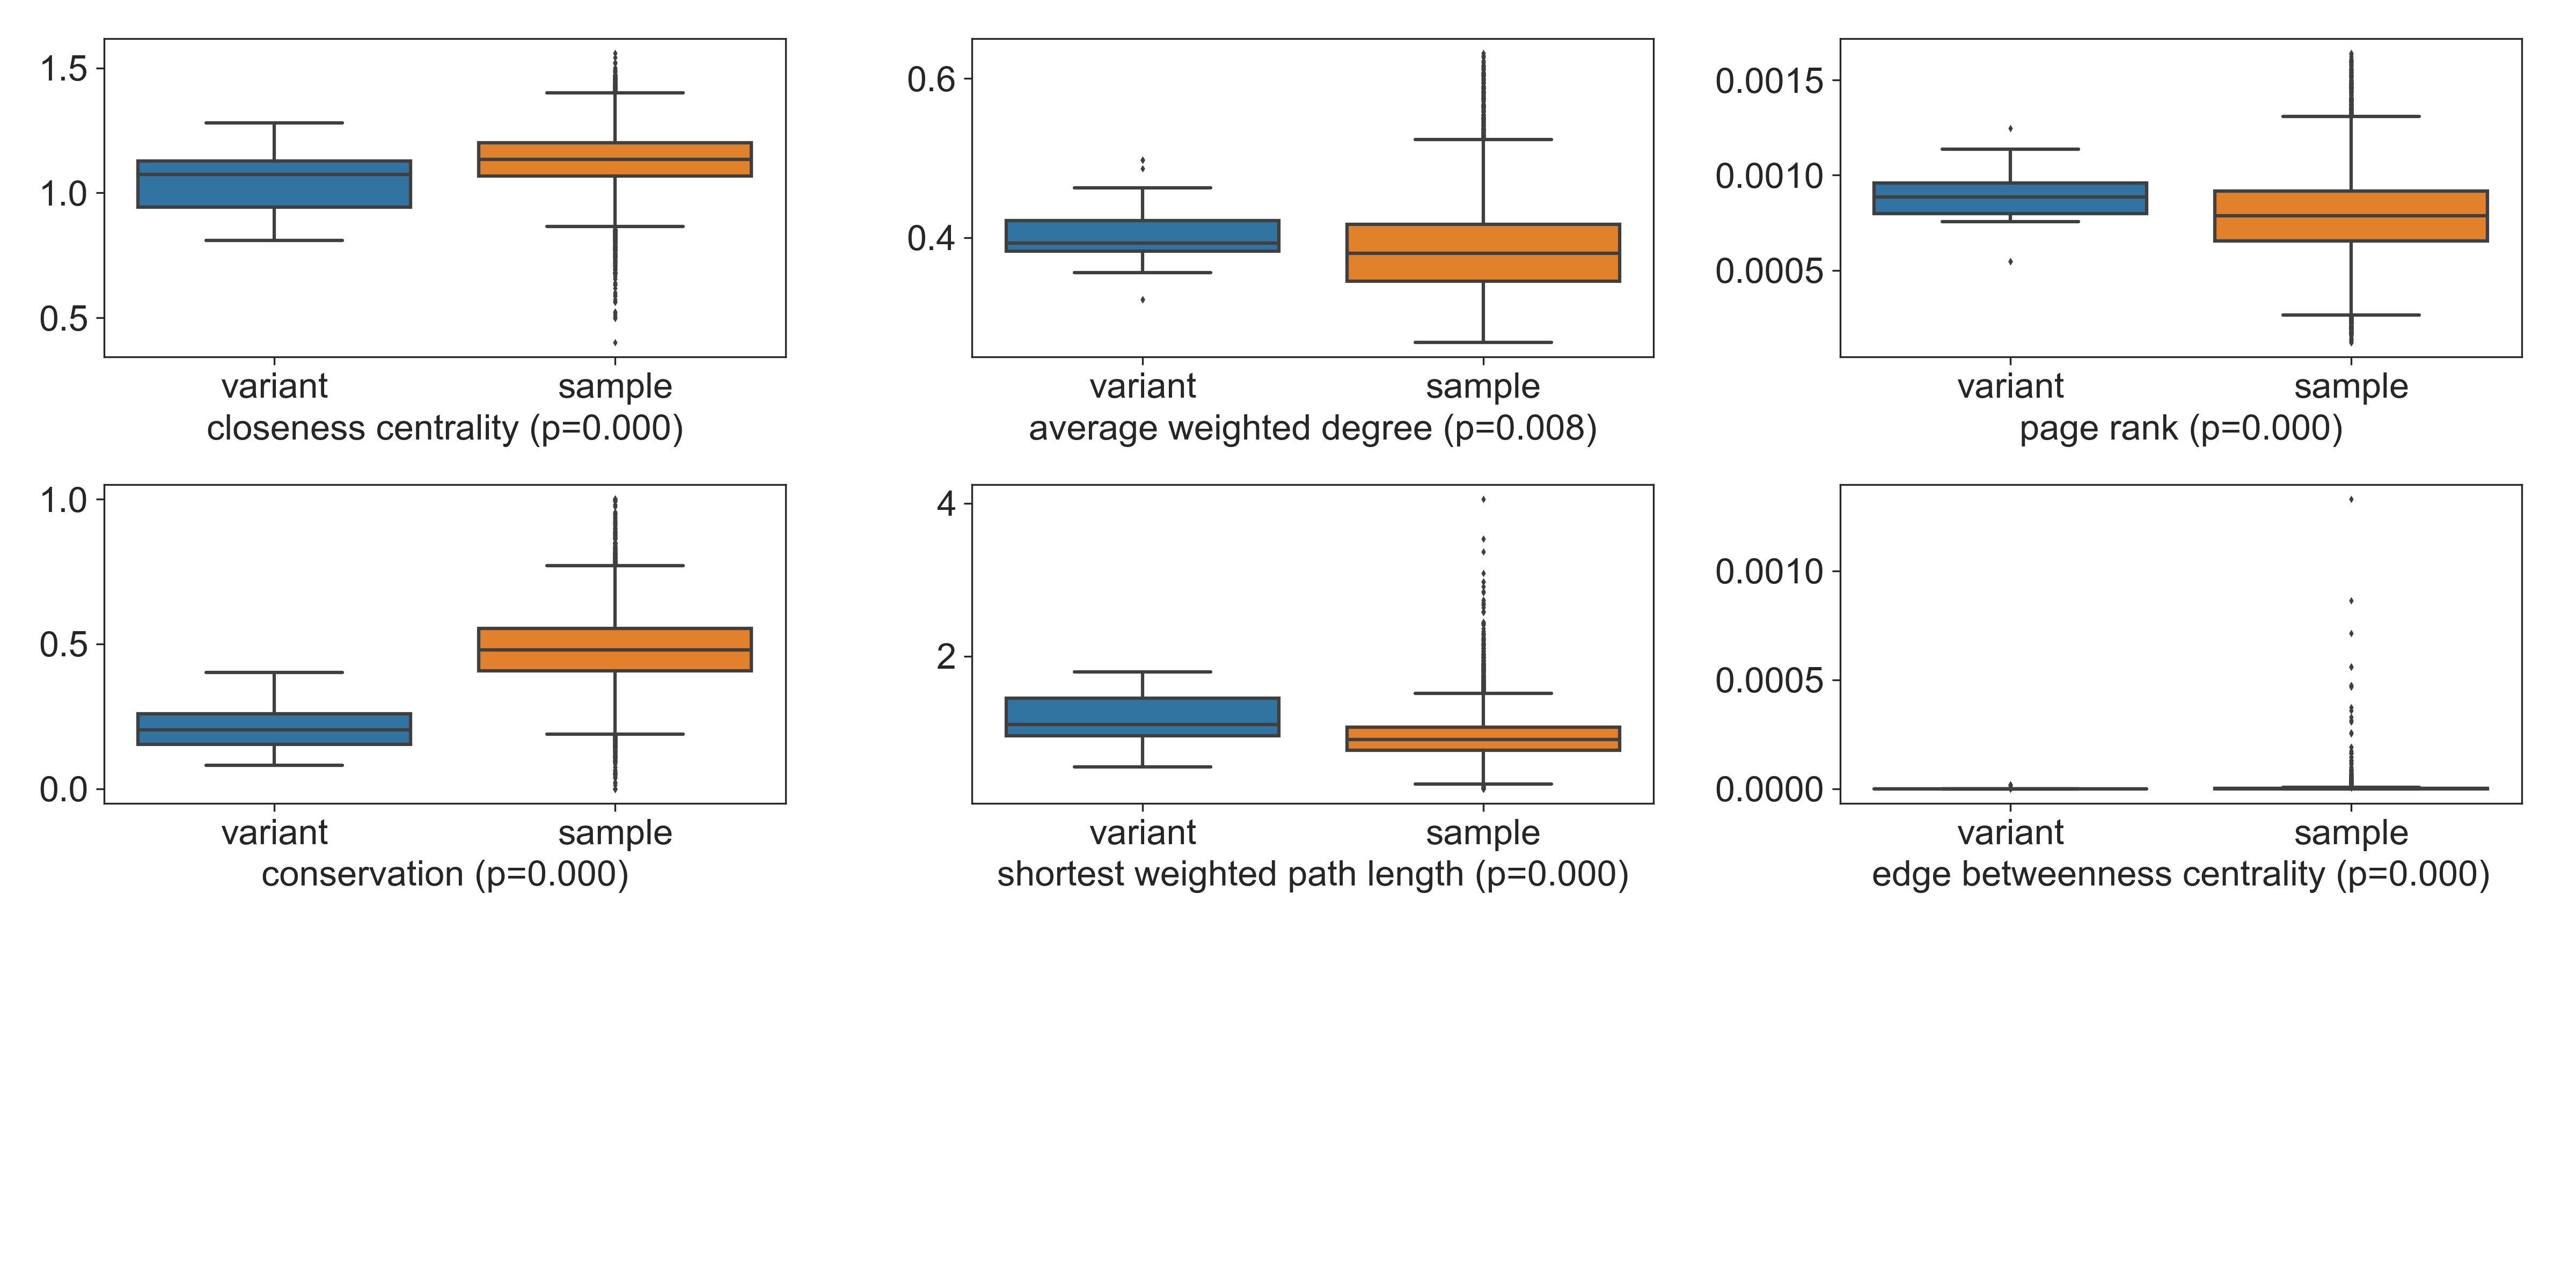 1.5
1.0
0.5
variant sample
closeness centrality (p=0.000)
0.6
0.4
variant sample
average weighted degree (p=0.008)
0.0015
0.0010
0.0005
variant sample
page rank (p=0.000)
1.0
0.5
0.0
variant sample
conservation (p=0.000)
4
2
variant sample
shortest weighted path length (p=0.000)
0.0010
0.0005
0.0000
variant sample
edge betweenness centrality (p=0.000)